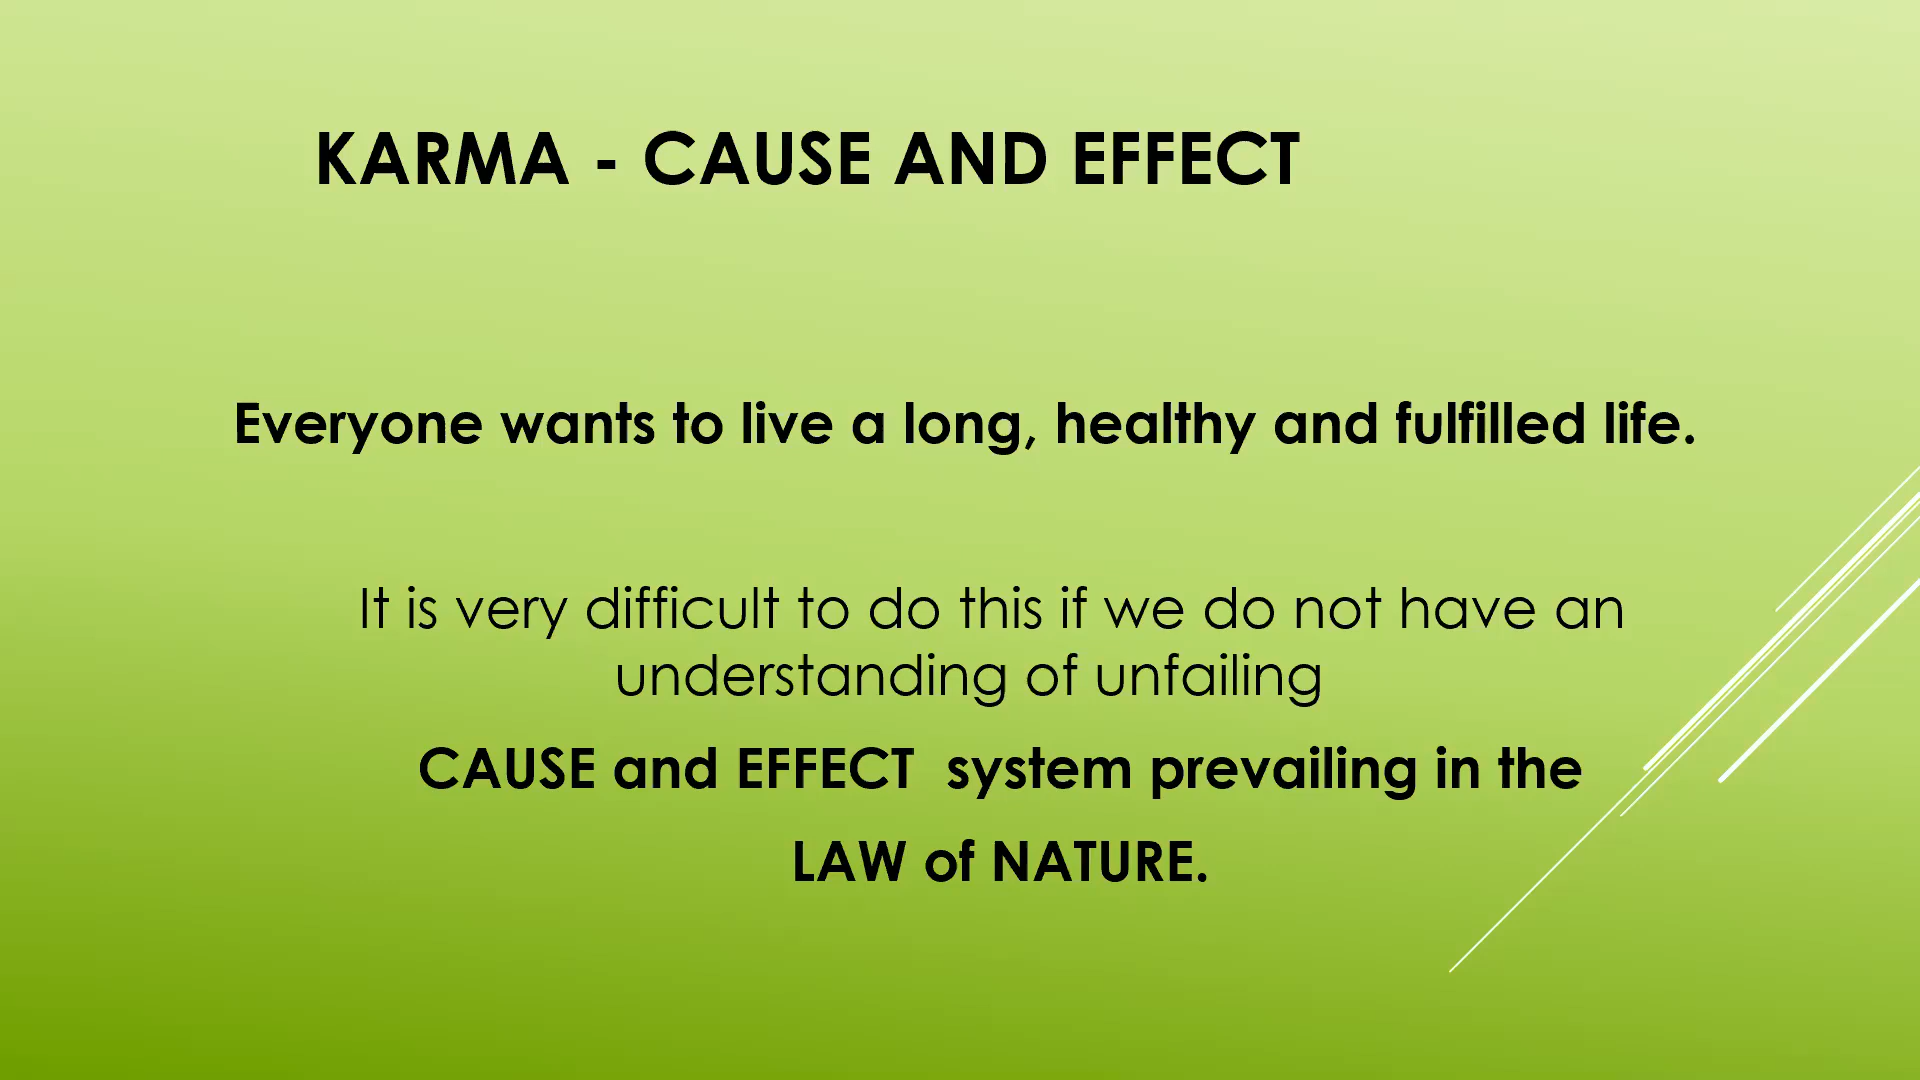 KARMA - CAUSE AND EFFECT
Everyone wants to live a long, healthy and fulfilled life.
It is very difficult to do this if we do not have an
understanding of unfailing
CAUSE and EFFECT  system prevailing in the
LAW of NATURE.